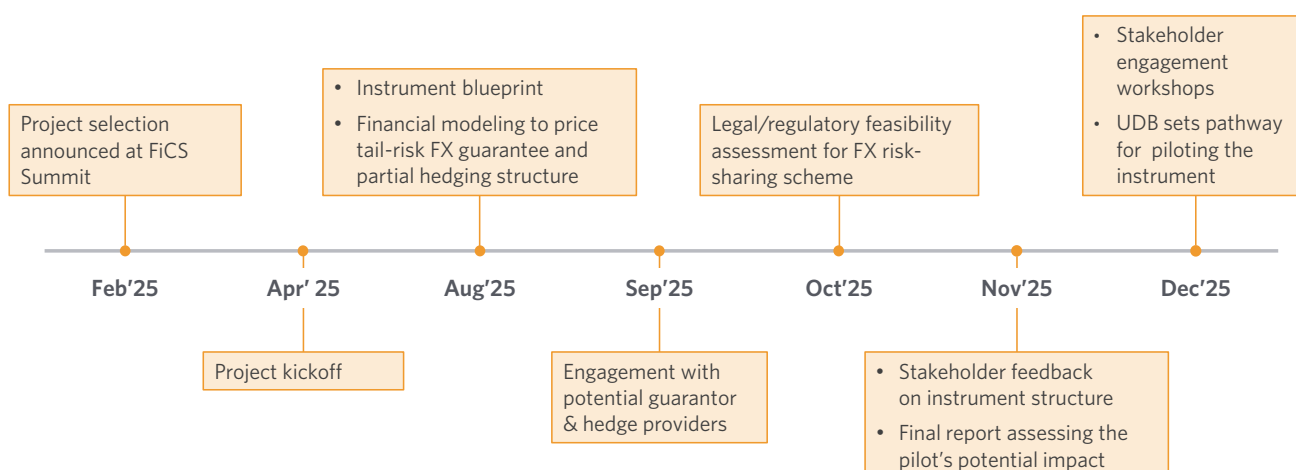 Project selection
announced at FiCS
Summit
• Instrument blueprint
• Financial modeling to price
tail-risk FX guarantee and
partial hedging structure
Legal/regulatory feasibility
assessment for FX risk-
sharing scheme
• Stakeholder
engagement
workshops
• UDB sets pathway
for piloting the
instrument
Feb'25
Apr' 25
Aug'25
Sep'25
Oct'25
Nov'25
Dec'25
Project kickoff
Engagement with
potential guarantor
& hedge providers
• Stakeholder feedback
on instrument structure
• Final report assessing the
pilot's potential impact